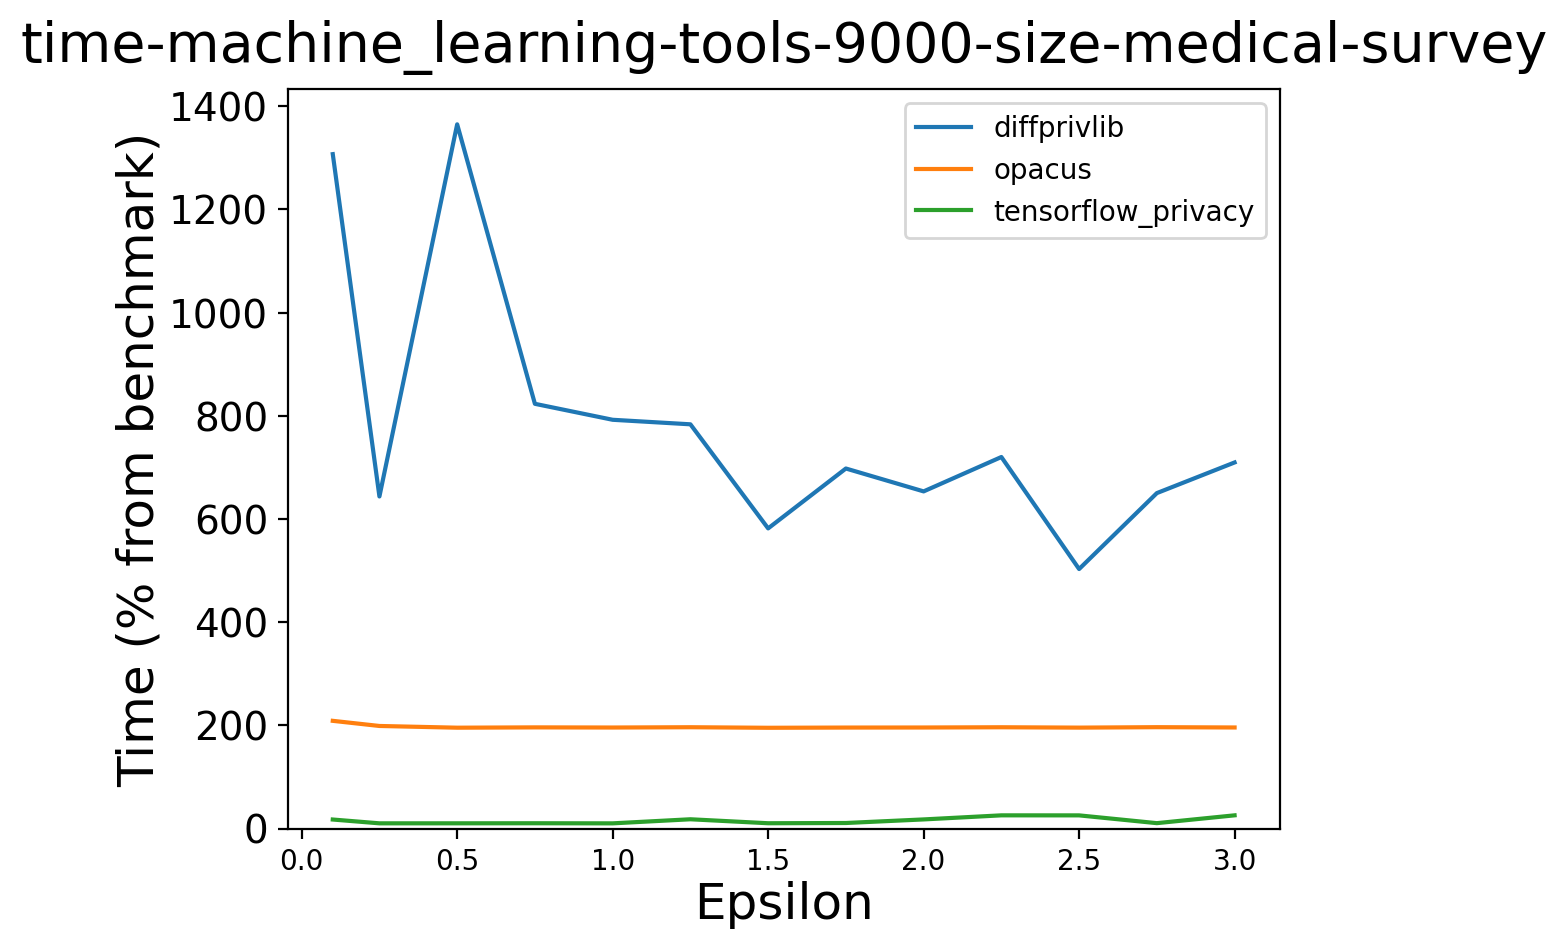 time-machine_learning-tools-9000-size-medical-survey
Time (% from benchmark)
1400
1200
1000
800
600
400
200
0
diffprivlib
opacus
tensorflow_privacy
0.0 0.5 1.0 1.5 2.0 2.5 3.0
Epsilon